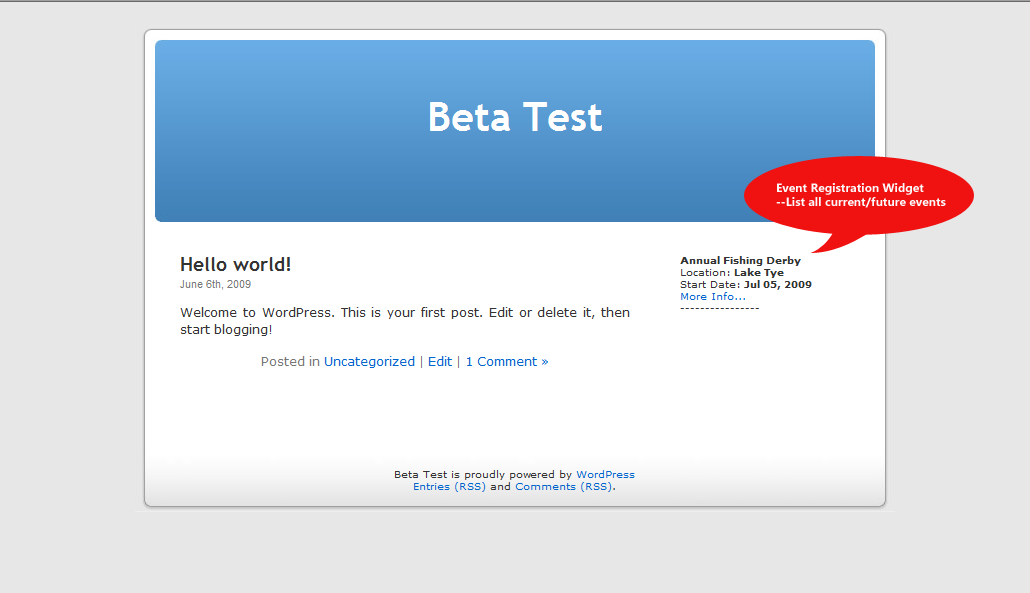 Beta Test
Event Registration Widget
--List all current/future events
Hello world!
June 6th, 2009
Welcome to WordPress. This is your first post. Edit or delete it, then
start blogging!
Posted in Uncategorized | Edit | 1 Comment »
Annual Fishing Derby
Location: Lake Tye
Start Date: Jul 05, 2009
More Info...
----------------
Beta Test is proudly powered by WordPress
Entries (RSS) and Comments (RSS).